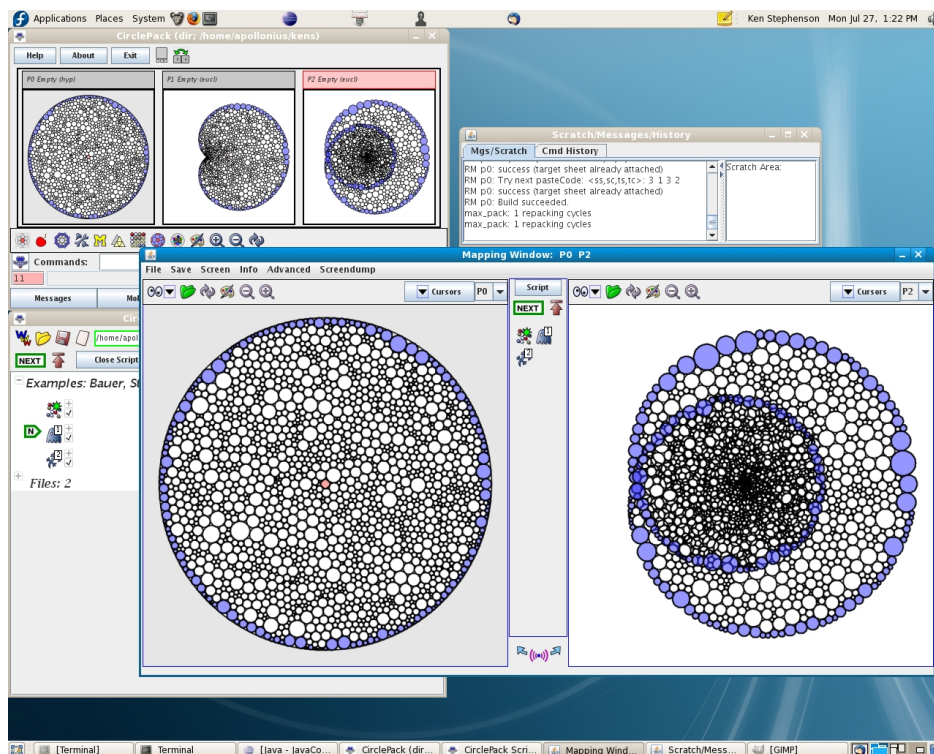 Applications Places System Ken Stephenson Mon Jul 27, 1:22 PM
CirclePack (dir; /home/apollonius/kens)
Help About Exit
P0 Empty (hyp) P1 Empty (eucl) P2 Empty (eucl)
Commands:
11
Messages
Scratch/Messages/History
Mgs/Scratch Cmd History
RM p0: success (target sheet already attached)
RM p0: Try next pasteCode: <ss,sc,ts,tc>: 3 1 3 2
RM p0: success (target sheet already attached)
RM p0: Build succeeded.
max_pack: 1 repacking cycles
max_pack: 1 repacking cycles
Scratch Area:
Mapping Window: P0 P2
File Save Screen Info Advanced Screendump
Cursors P0
Script
NEXT
1
2
Cursors P2
/home/apol
NEXT Close Script
Examples: Bauer, St
N
1
2
Files: 2
[Terminal] Terminal [Java - JavaCo... CirclePack (dir... CirclePack Scri... Mapping Wind... Scratch/Mess... [GIMP]